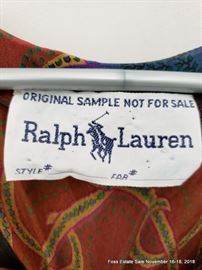 ORIGINAL SAMPLE NOT FOR SALE
Ralph Lauren
STYLE# FOR#
Foss Estate Sale November 16-18, 2018